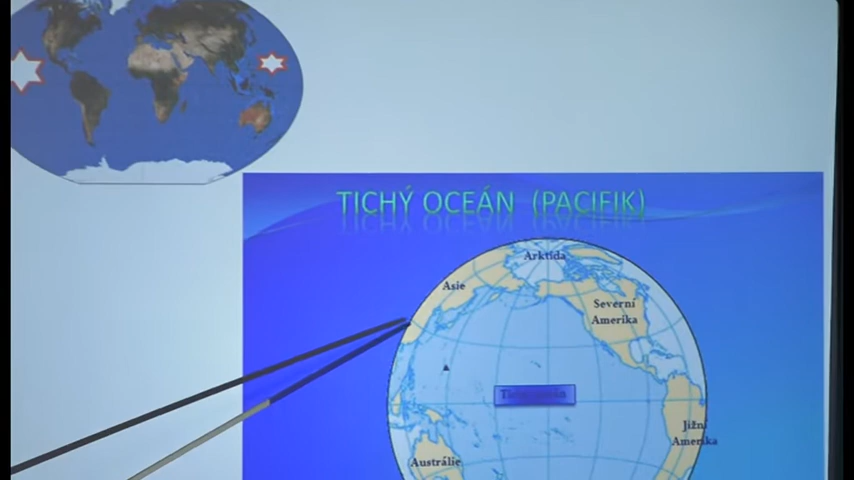 TICHÝ OCEÁN (PACIFIK)
Arktida
Asie
Severní
Amerika
Jižní
Amerika
Austrálie